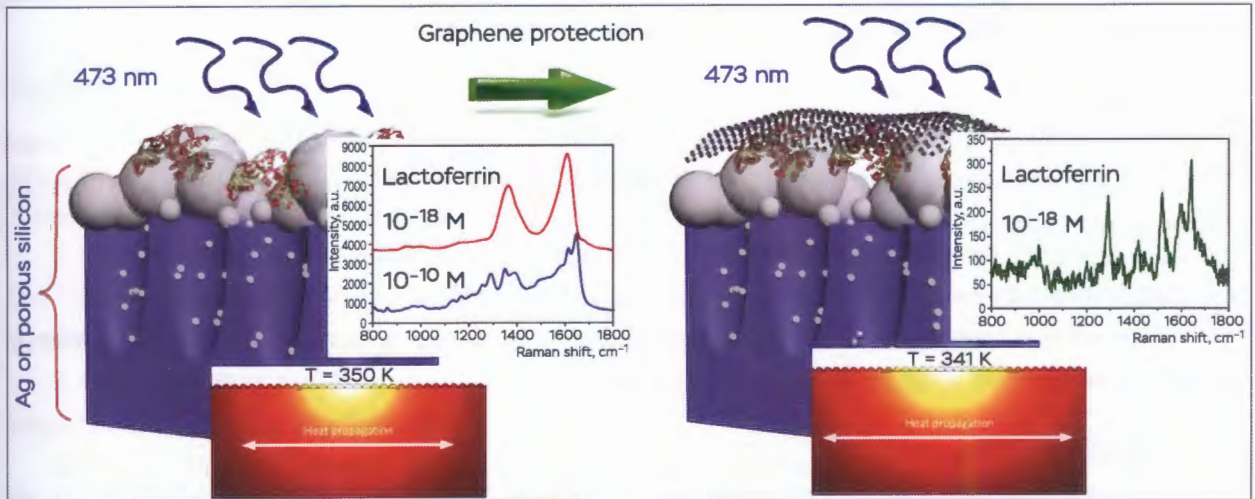 Graphene protection
473 nm
473 nm
Ag on porous silicon
Lactoferrin
10⁻¹⁸ M
10⁻¹⁰ M
Intensity, a.u.
9000
8000
7000
6000
5000
4000
3000
2000
1000
0
800 1000 1200 1400 1600 1800
Raman shift, cm⁻¹
T = 350 K
Heat propagation
Lactoferrin
10⁻¹⁸ M
Intensity, a.u.
350
300
250
200
150
100
50
0
800 1000 1200 1400 1600 1800
Raman shift, cm⁻¹
T = 341 K
Heat propagation